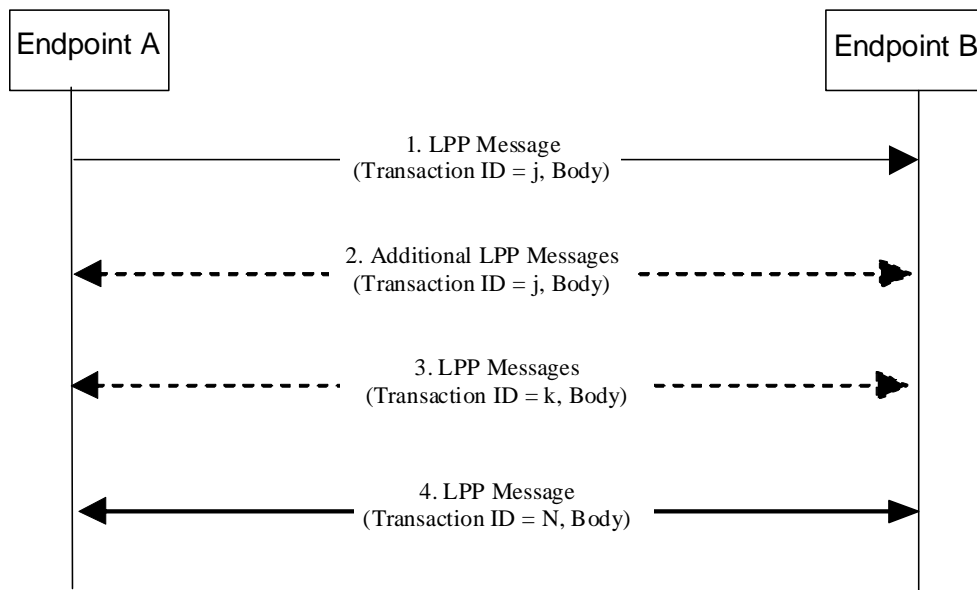 Endpoint A
Endpoint B
1. LPP Message
(Transaction ID = j, Body)
2. Additional LPP Messages
(Transaction ID = j, Body)
3. LPP Messages
(Transaction ID = k, Body)
4. LPP Message
(Transaction ID = N, Body)